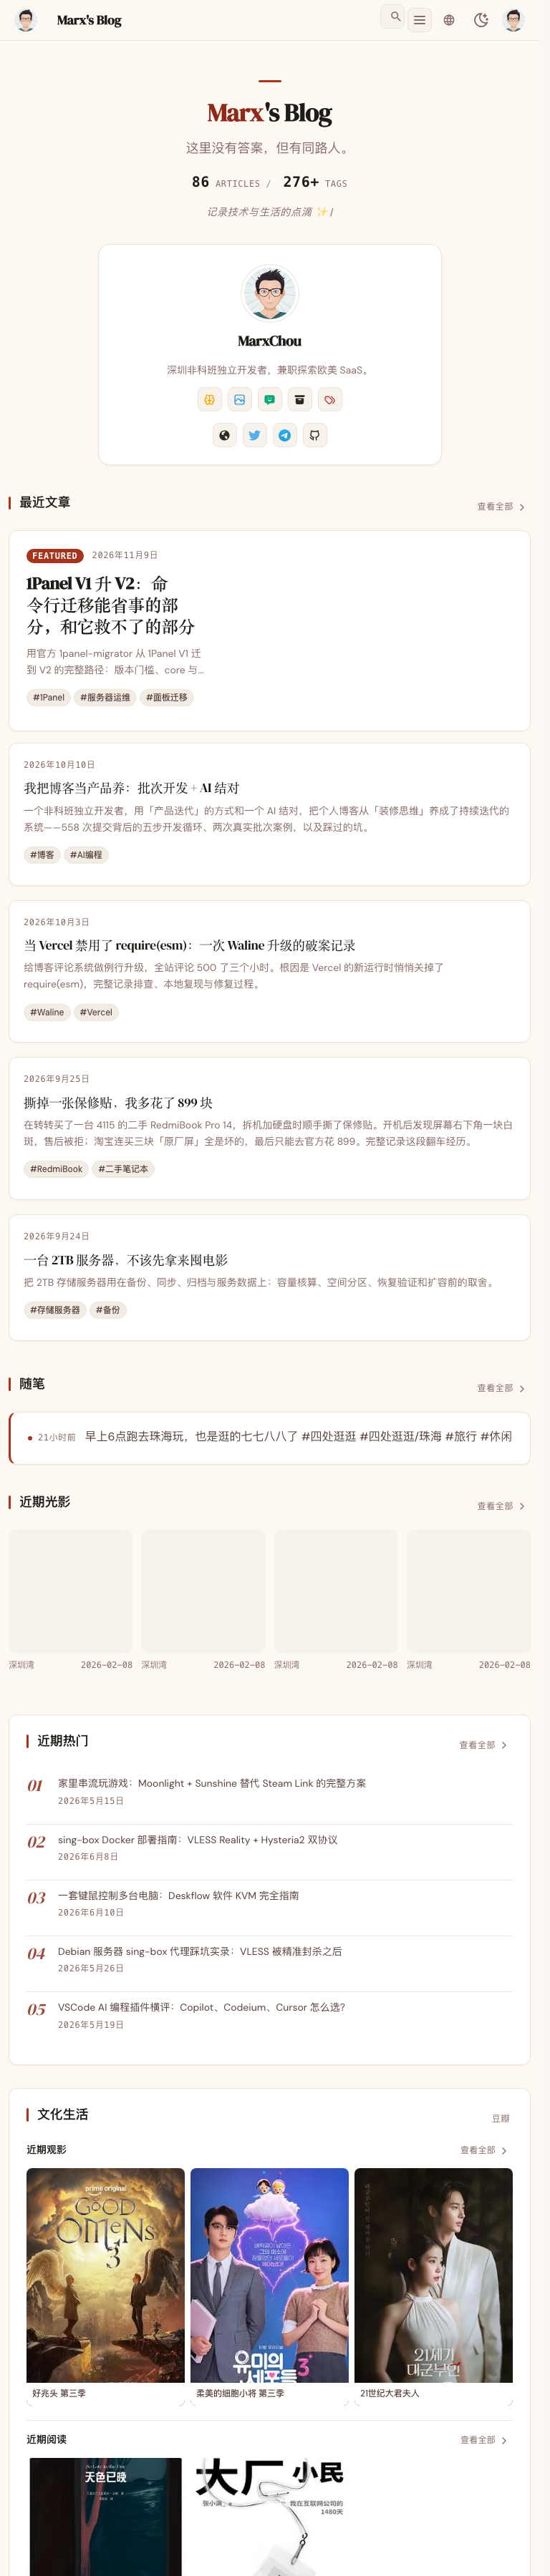 Marx's Blog
Marx's Blog
这里没有答案，但有同路人。
86 ARTICLES / 276+ TAGS
记录技术与生活的点滴 ✨ |
MarxChou
深圳非科班独立开发者，兼职探索欧美 SaaS。
最近文章
查看全部
FEATURED 2026年11月9日
1Panel V1 升 V2：命
令行迁移能省事的部
分，和它救不了的部分
用官方 1panel-migrator 从 1Panel V1 迁
到 V2 的完整路径：版本门槛、core 与…
#1Panel #服务器运维 #面板迁移
2026年10月10日
我把博客当产品养：批次开发 + AI 结对
一个非科班独立开发者，用「产品迭代」的方式和一个 AI 结对，把个人博客从「装修思维」养成了持续迭代的
系统——558 次提交背后的五步开发循环、两次真实批次案例，以及踩过的坑。
#博客 #AI编程
2026年10月3日
当 Vercel 禁用了 require(esm)：一次 Waline 升级的破案记录
给博客评论系统做例行升级，全站评论 500 了三个小时。根因是 Vercel 的新运行时悄悄关掉了
require(esm)，完整记录排查、本地复现与修复过程。
#Waline #Vercel
2026年9月25日
撕掉一张保修贴，我多花了 899 块
在转转买了一台 4115 的二手 RedmiBook Pro 14，拆机加硬盘时顺手撕了保修贴。开机后发现屏幕右下角一块白
斑，售后被拒；淘宝连买三块「原厂屏」全是坏的，最后只能去官方花 899。完整记录这段翻车经历。
#RedmiBook #二手笔记本
2026年9月24日
一台 2TB 服务器，不该先拿来囤电影
把 2TB 存储服务器用在备份、同步、归档与服务数据上：容量核算、空间分区、恢复验证和扩容前的取舍。
#存储服务器 #备份
随笔
查看全部
21小时前 早上6点跑去珠海玩，也是逛的七七八八了 #四处逛逛 #四处逛逛/珠海 #旅行 #休闲
近期光影
查看全部
深圳湾 2026-02-08 深圳湾 2026-02-08 深圳湾 2026-02-08 深圳湾 2026-02-08
近期热门
查看全部
01 家里串流玩游戏：Moonlight + Sunshine 替代 Steam Link 的完整方案
2026年5月15日
02 sing-box Docker 部署指南：VLESS Reality + Hysteria2 双协议
2026年6月8日
03 一套键鼠控制多台电脑：Deskflow 软件 KVM 完全指南
2026年6月10日
04 Debian 服务器 sing-box 代理踩坑实录：VLESS 被精准封杀之后
2026年5月26日
05 VSCode AI 编程插件横评：Copilot、Codeium、Cursor 怎么选？
2026年5月19日
文化生活
豆瓣
近期观影
查看全部
prime original
GOOD
OMENS
3
유미의
세포들
3
21세기
대군부인
好兆头 第三季
柔美的细胞小将 第三季
21世纪大君夫人
近期阅读
查看全部
天色已晚
大厂 小民
张小满
我在互联网公司的
1480天